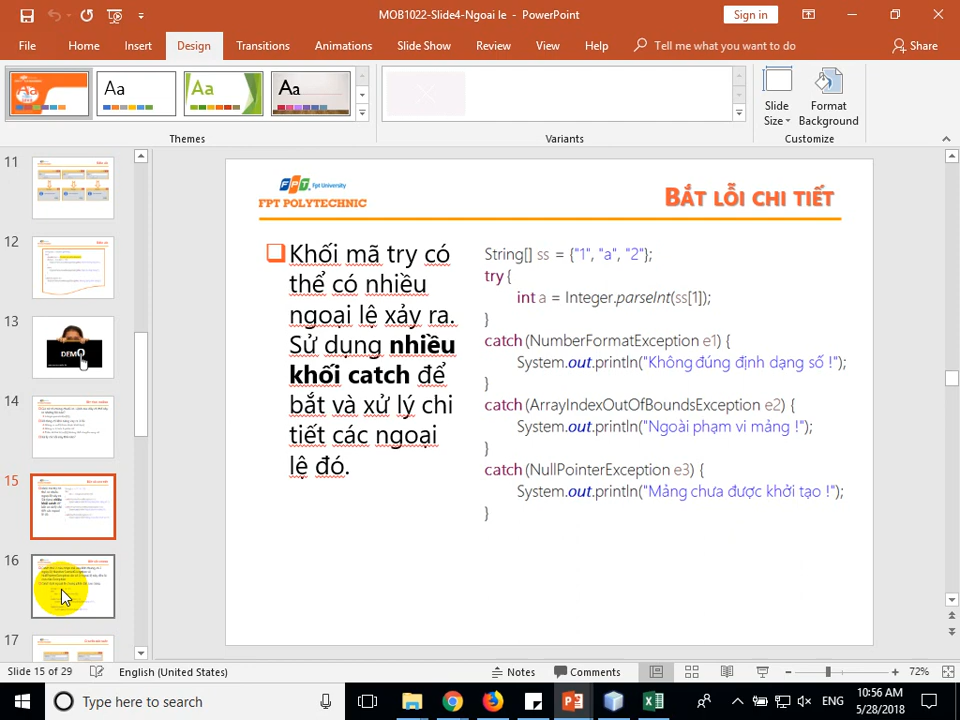 MOB1022-Slide4-Ngoai le - PowerPoint
Sign in
File Home Insert Design Transitions Animations Slide Show Review View Help Tell me what you want to do Share
Aa Aa Aa Aa
Slide Size Format Background
Themes Variants Customize
11
12
13
DEMO
14
15
16
17
FPT Fpt University
FPT POLYTECHNIC
BẮT LỖI CHI TIẾT
Khối mã try có
thể có nhiều
ngoại lệ xảy ra.
Sử dụng nhiều
khối catch để
bắt và xử lý chi
tiết các ngoại
lệ đó.
String[] ss = {"1", "a", "2"};
try {
int a = Integer.parseInt(ss[1]);
}
catch (NumberFormatException e1) {
System.out.println("Không đúng định dạng số !");
}
catch (ArrayIndexOutOfBoundsException e2) {
System.out.println("Ngoài phạm vi mảng !");
}
catch (NullPointerException e3) {
System.out.println("Mảng chưa được khởi tạo !");
}
Slide 15 of 29 English (United States) Notes Comments 72%
Type here to search ENG 10:56 AM
5/28/2018